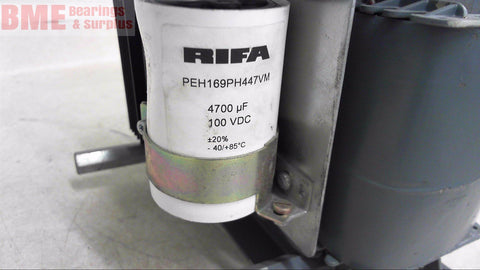 BME Bearings
& Surplus
RIFA
PEH169PH447VM
4700 µF
100 VDC
±20%
- 40/+85°C